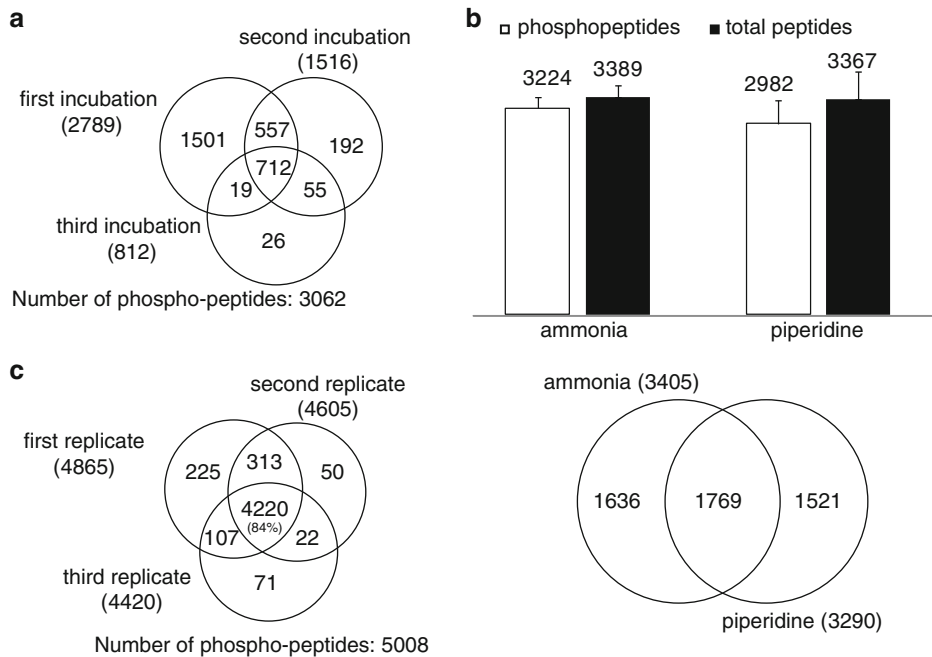 a
second incubation
(1516)
first incubation
(2789)
1501
557
192
712
19
55
third incubation
(812)
26
Number of phospho-peptides: 3062
b
phosphopeptides
total peptides
3224
3389
2982
3367
ammonia
piperidine
ammonia (3405)
1636
1769
1521
piperidine (3290)
c
second replicate
(4605)
first replicate
(4865)
225
313
50
4220
(84%)
107
22
third replicate
(4420)
71
Number of phospho-peptides: 5008